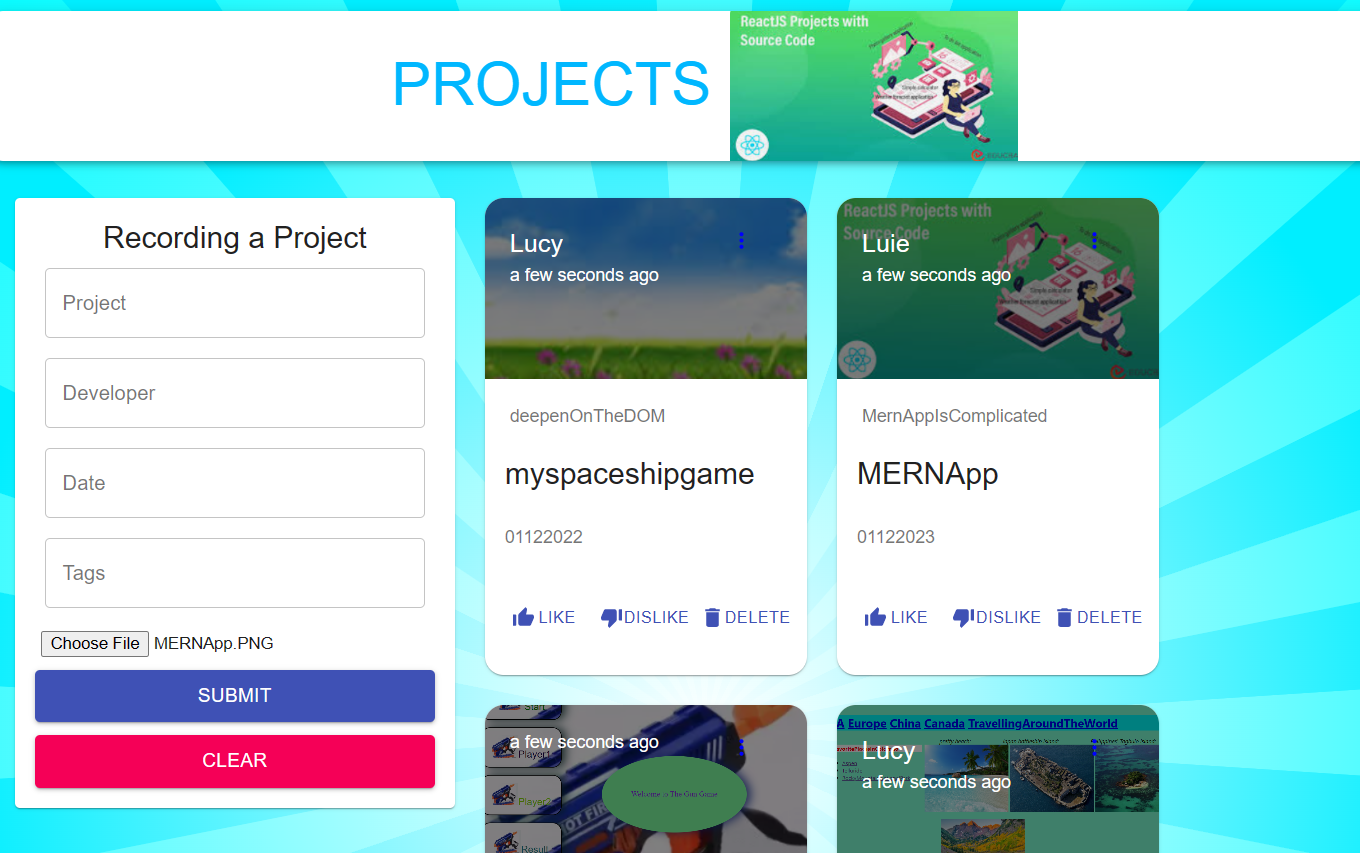 PROJECTS
ReactJS Projects with
Source Code
Recording a Project
Project
Developer
Date
Tags
Choose File MERNApp.PNG
SUBMIT
CLEAR
Lucy
a few seconds ago
deepenOnTheDOM
myspaceshipgame
01122022
LIKE DISLIKE DELETE
ReactJS Projects with
Source Code
Luie
a few seconds ago
MernAppIsComplicated
MERNApp
01122023
LIKE DISLIKE DELETE
Start
a few seconds ago
Player1
Player2
Welcome to The Gun Game
Result
Europe China Canada TravellingAroundTheWorld
Lucy
a few seconds ago